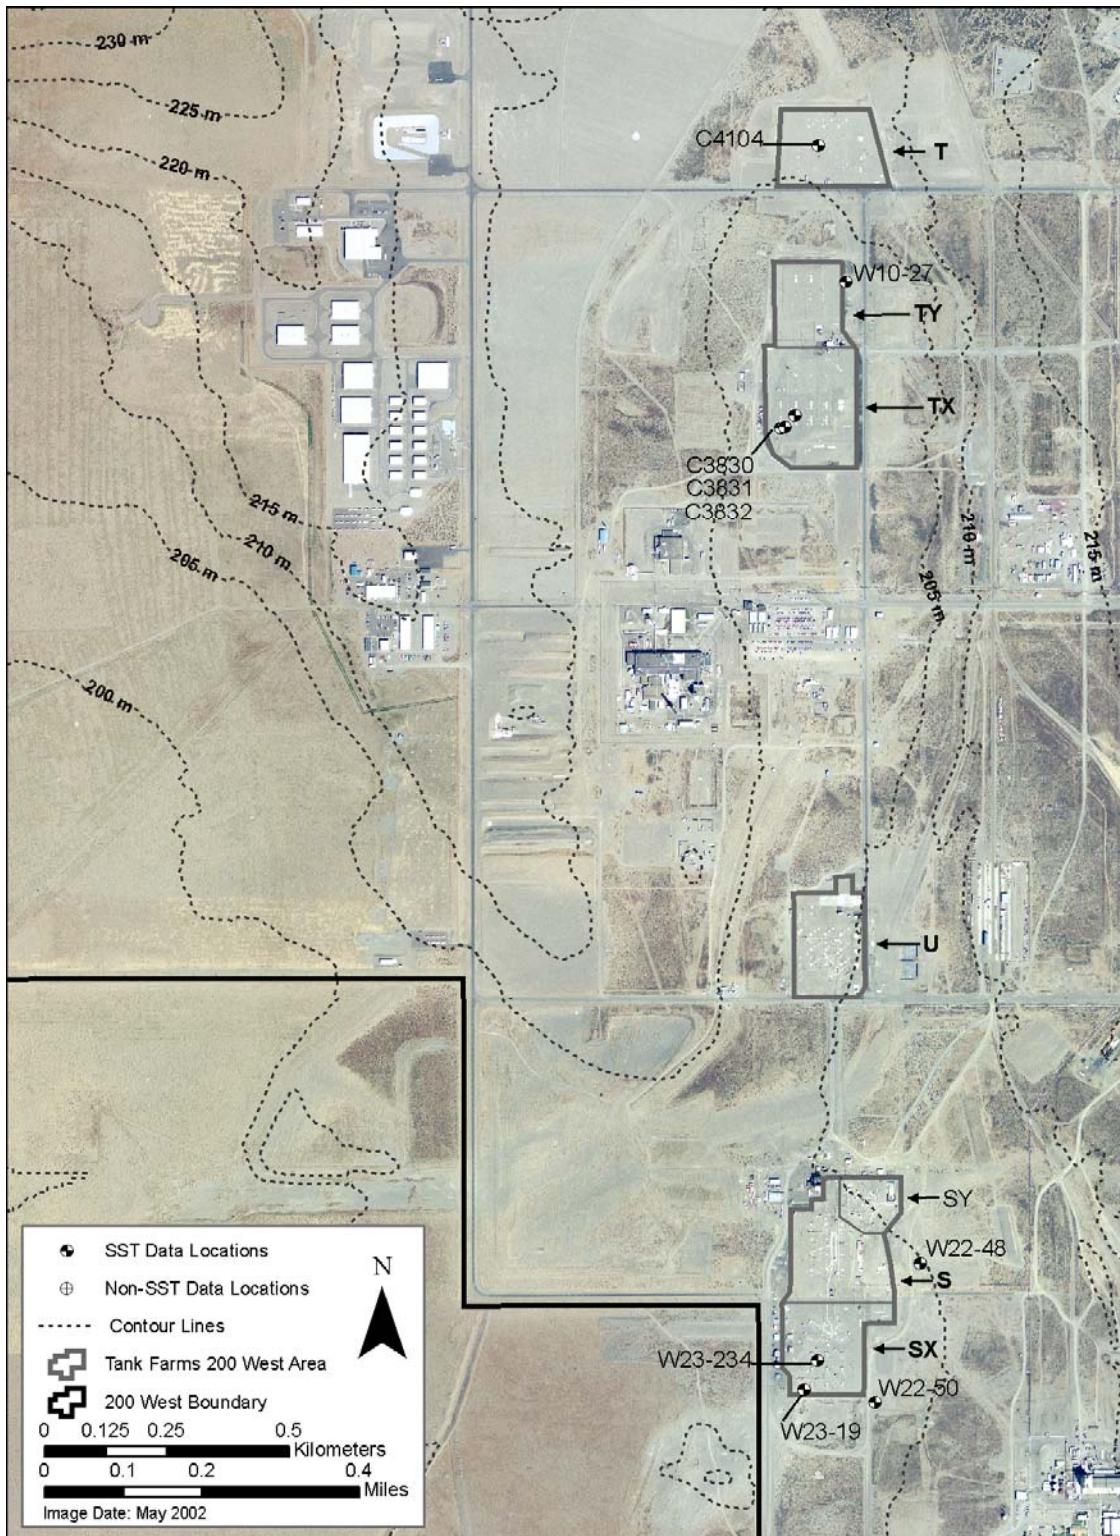 230 m
225 m
220 m
C4104
T
W10-27
TY
TX
C3830
C3831
C3832
215 m
210 m
205 m
210 m
215 m
205 m
200 m
U
SY
W22-48
S
SX
W23-234
W22-50
W23-19
SST Data Locations
Non-SST Data Locations
Contour Lines
Tank Farms 200 West Area
200 West Boundary
N
0 0.125 0.25 0.5
Kilometers
0 0.1 0.2 0.4
Miles
Image Date: May 2002